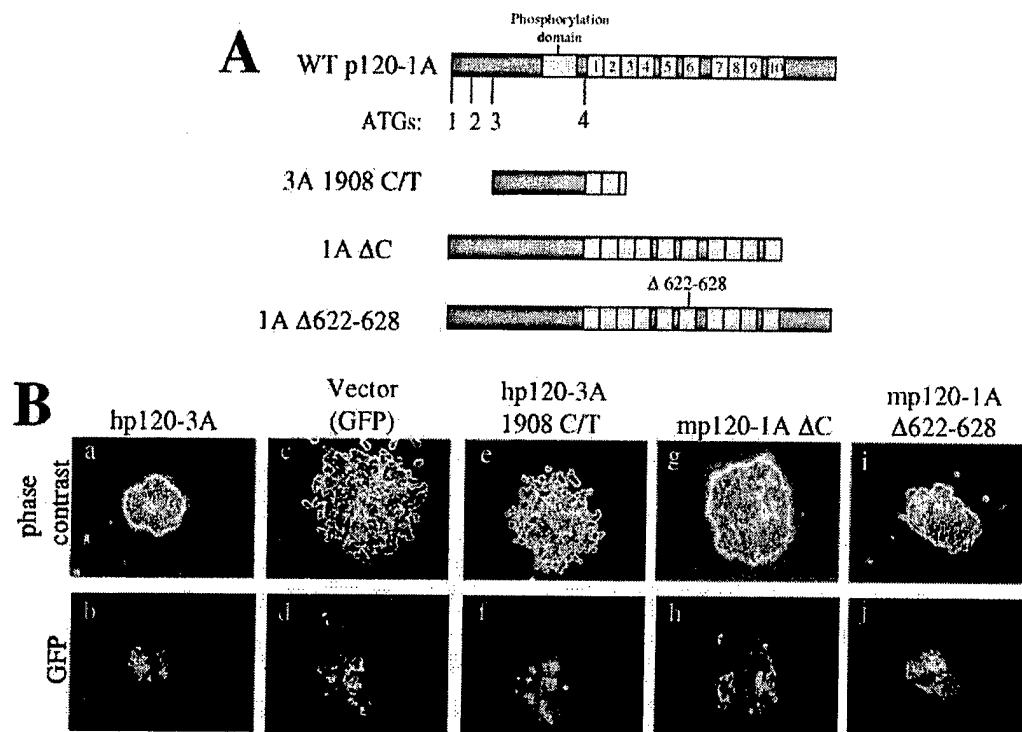 A
Phosphorylation
domain
WT p120-1A
1 2 3 4 5 6 7 8 9 10
ATGs: 1 2 3 4
3A 1908 C/T
1A ΔC
Δ 622-628
1A Δ622-628
B
hp120-3A
Vector
(GFP)
hp120-3A
1908 C/T
mp120-1A ΔC
mp120-1A
Δ622-628
phase
contrast
a c e g i
GFP
b d f h j